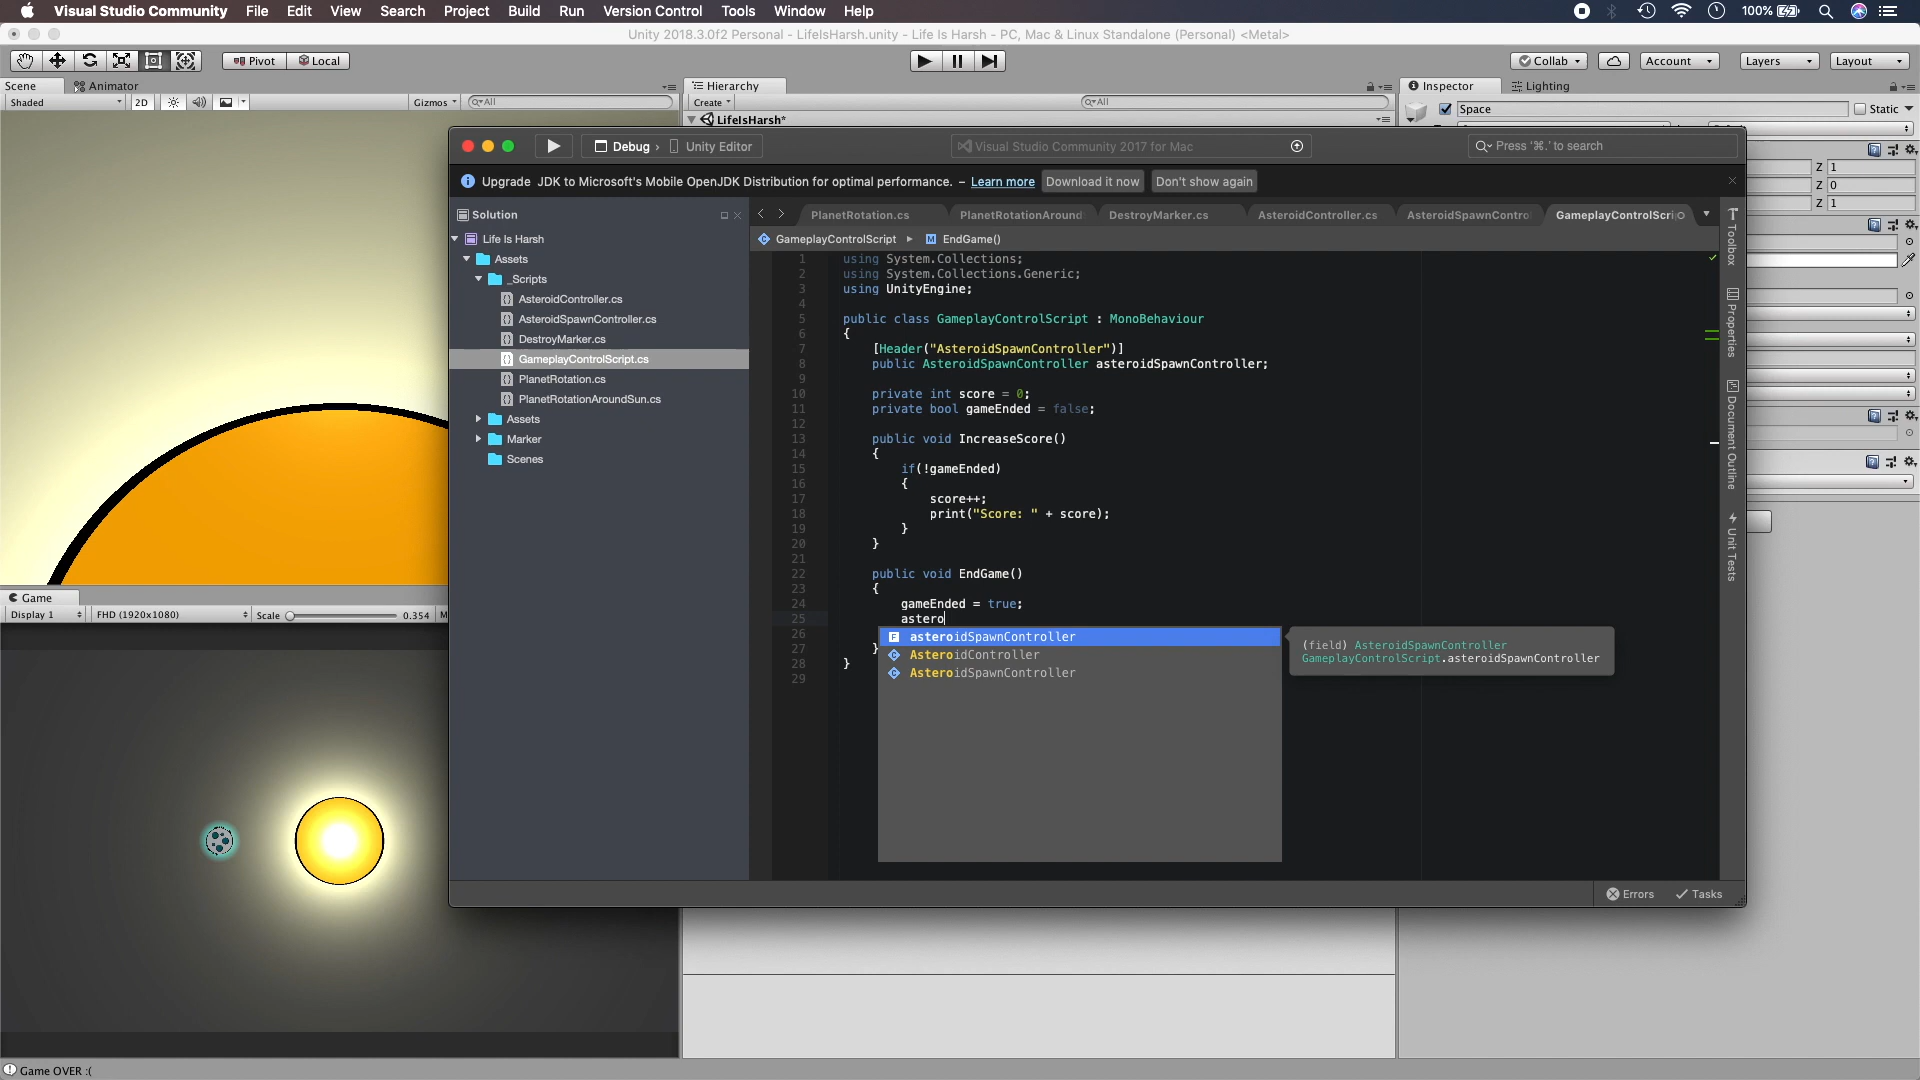 Visual Studio Community File Edit View Search Project Build Run Version Control Tools Window Help 100%
Unity 2018.3.0f2 Personal - LifeIsHarsh.unity - Life Is Harsh - PC, Mac & Linux Standalone (Personal) <Metal>
Pivot Local Collab Account Layers Layout
Scene Animator Hierarchy Inspector Lighting
Shaded 2D Gizmos All Create All Space Static
LifeIsHarsh*
Debug › Unity Editor Visual Studio Community 2017 for Mac Press '⌘.' to search
Upgrade JDK to Microsoft's Mobile OpenJDK Distribution for optimal performance. – Learn more Download it now Don't show again
Z 1
Z 0
Z 1
Solution
Life Is Harsh
Assets
_Scripts
AsteroidController.cs
AsteroidSpawnController.cs
DestroyMarker.cs
GameplayControlScript.cs
PlanetRotation.cs
PlanetRotationAroundSun.cs
Assets
Marker
Scenes
PlanetRotation.cs PlanetRotationAround DestroyMarker.cs AsteroidController.cs AsteroidSpawnContro GameplayControlScri
GameplayControlScript EndGame()
1 using System.Collections;
2 using System.Collections.Generic;
3 using UnityEngine;
4
5 public class GameplayControlScript : MonoBehaviour
6 {
7 [Header("AsteroidSpawnController")]
8 public AsteroidSpawnController asteroidSpawnController;
9
10 private int score = 0;
11 private bool gameEnded = false;
12
13 public void IncreaseScore()
14 {
15 if(!gameEnded)
16 {
17 score++;
18 print("Score: " + score);
19 }
20 }
21
22 public void EndGame()
23 {
24 gameEnded = true;
25 astero
26
27 }
28 }
29
asteroidSpawnController
AsteroidController
AsteroidSpawnController
(field) AsteroidSpawnController
GameplayControlScript.asteroidSpawnController
Toolbox
Properties
Document Outline
Unit Tests
Errors Tasks
Game
Display 1 FHD (1920x1080) Scale 0.354 M
Game OVER :(